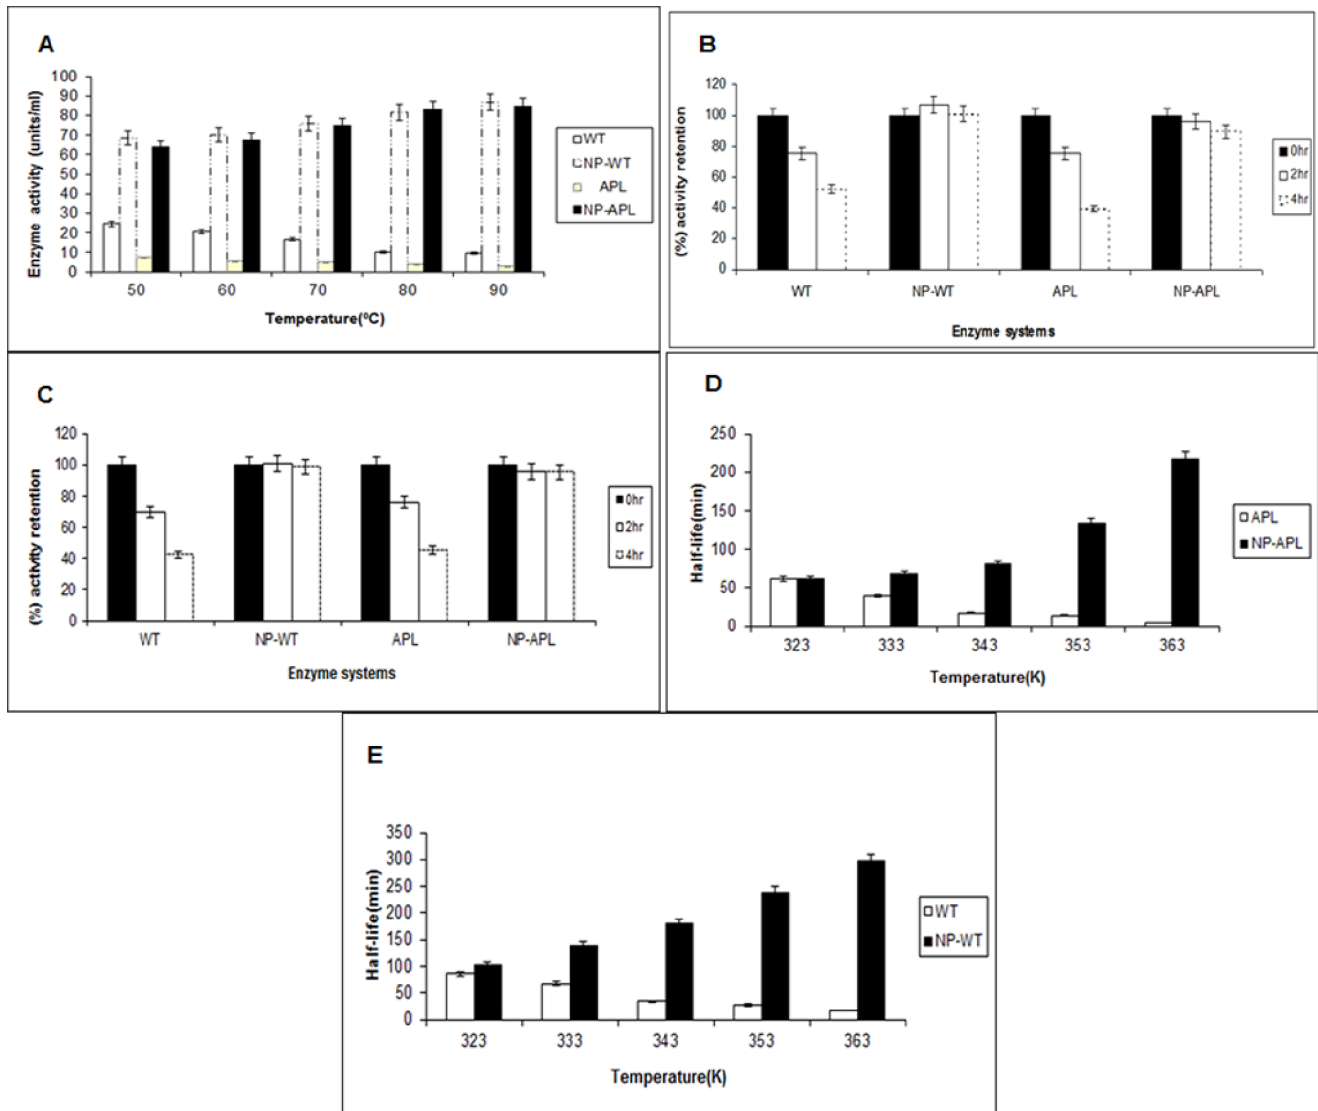 A
Enzyme activity (units/ml)
100
90
80
70
60
50
40
30
20
10
0
50 60 70 80 90
Temperature(⁰C)
WT
NP-WT
APL
NP-APL
B
(%) activity retention
120
100
80
60
40
20
0
WT NP-WT APL NP-APL
Enzyme systems
0hr
2hr
4hr
C
(%) activity retention
120
100
80
60
40
20
0
WT NP-WT APL NP-APL
Enzyme systems
0hr
2hr
4hr
D
Half-life(min)
250
200
150
100
50
0
323 333 343 353 363
Temperature(K)
APL
NP-APL
E
Half-life(min)
350
300
250
200
150
100
50
0
323 333 343 353 363
Temperature(K)
WT
NP-WT